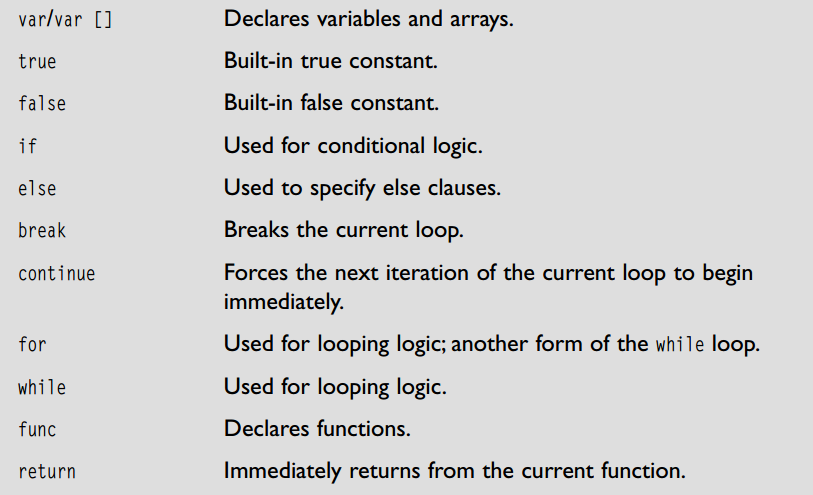 var/var [] Declares variables and arrays.
true Built-in true constant.
false Built-in false constant.
if Used for conditional logic.
else Used to specify else clauses.
break Breaks the current loop.
continue Forces the next iteration of the current loop to begin
immediately.
for Used for looping logic; another form of the while loop.
while Used for looping logic.
func Declares functions.
return Immediately returns from the current function.